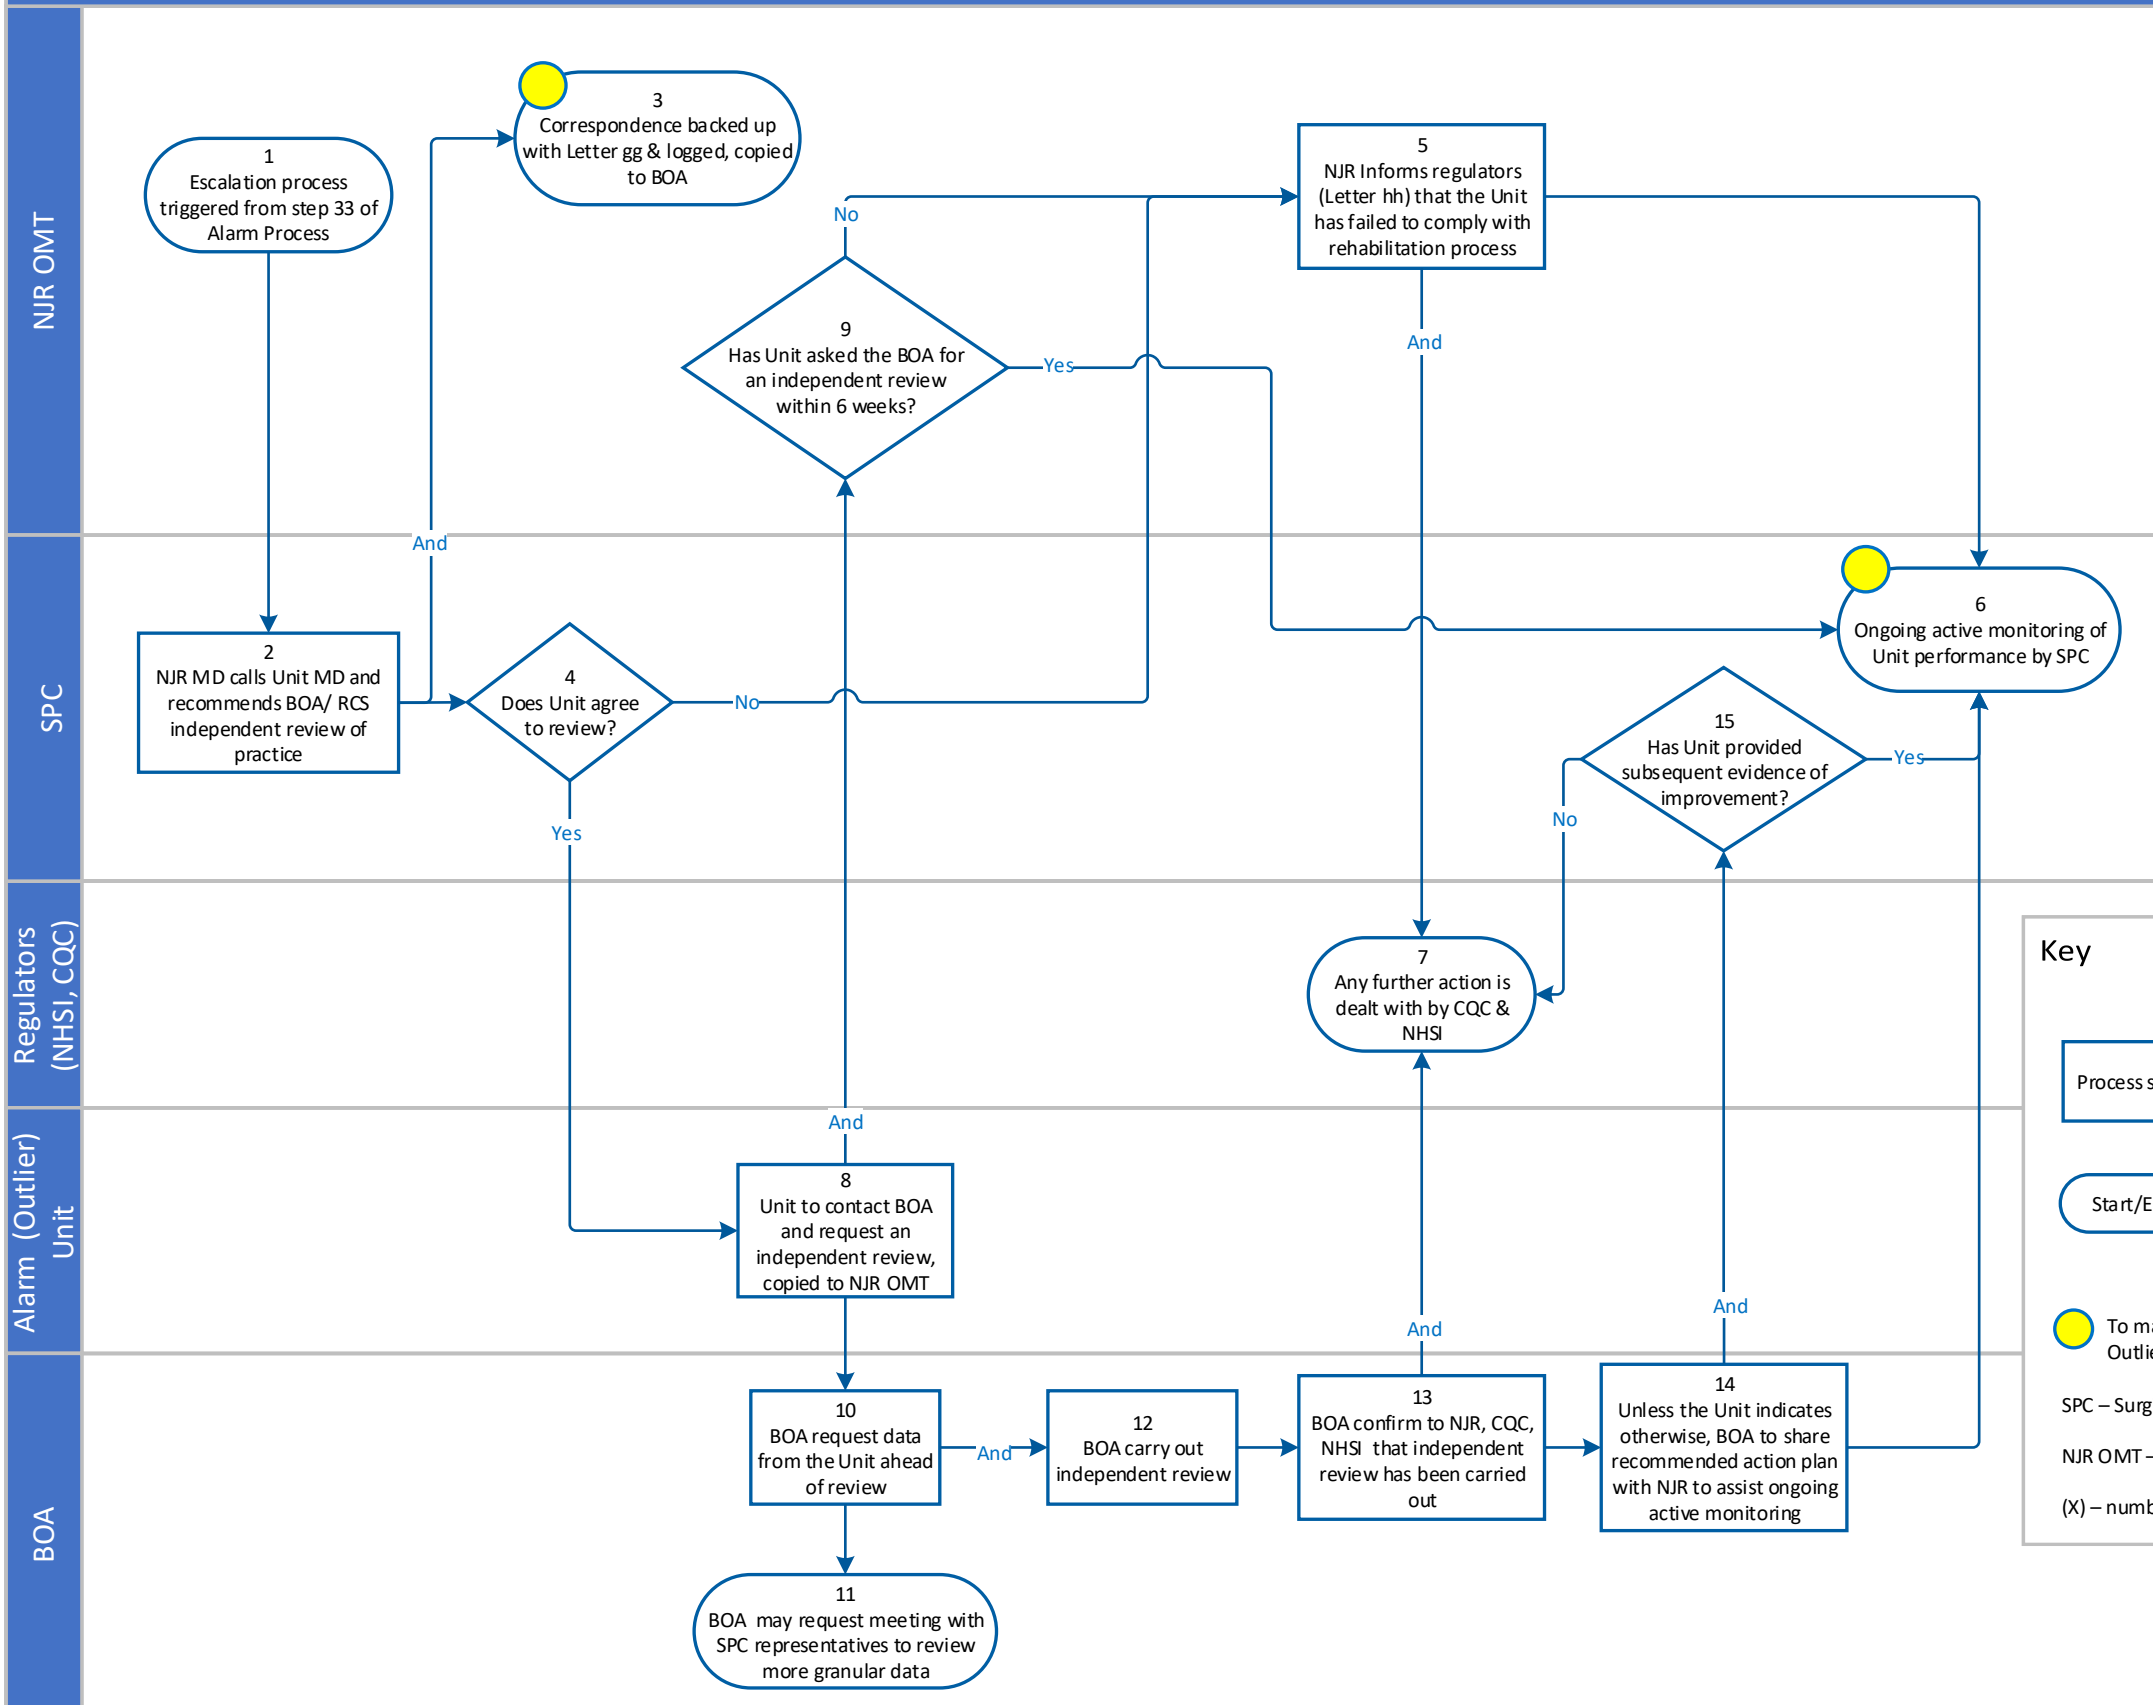 NJR OMT
1
Escalation process
triggered from step 33 of
Alarm Process
3
Correspondence backed up
with Letter gg & logged, copied
to BOA
5
NJR Informs regulators
(Letter hh) that the Unit
has failed to comply with
rehabilitation process
No
9
Has Unit asked the BOA for
an independent review
within 6 weeks?
Yes
And
And
SPC
2
NJR MD calls Unit MD and
recommends BOA/ RCS
independent review of
practice
4
Does Unit agree
to review?
No
Yes
6
Ongoing active monitoring of
Unit performance by SPC
15
Has Unit provided
subsequent evidence of
improvement?
Yes
No
Regulators
(NHSI, CQC)
7
Any further action is
dealt with by CQC &
NHSI
Alarm (Outlier)
Unit
And
8
Unit to contact BOA
and request an
independent review,
copied to NJR OMT
And
And
BOA
10
BOA request data
from the Unit ahead
of review
And
12
BOA carry out
independent review
13
BOA confirm to NJR, CQC,
NHSI that independent
review has been carried
out
14
Unless the Unit indicates
otherwise, BOA to share
recommended action plan
with NJR to assist ongoing
active monitoring
11
BOA may request meeting with
SPC representatives to review
more granular data
Key
Process s
Start/E
To ma
Outlie
SPC – Surg
NJR OMT –
(X) – numb